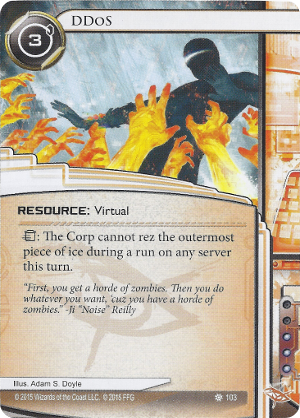 DDoS
3
RESOURCE: Virtual
: The Corp cannot rez the outermost
piece of ice during a run on any server
this turn.
"First, you get a horde of zombies. Then you do
whatever you want, 'cuz you have a horde of
zombies." -Ji "Noise" Reilly
Illus. Adam S. Doyle
© 2015 Wizards of the Coast LLC. © 2015 FFG 103